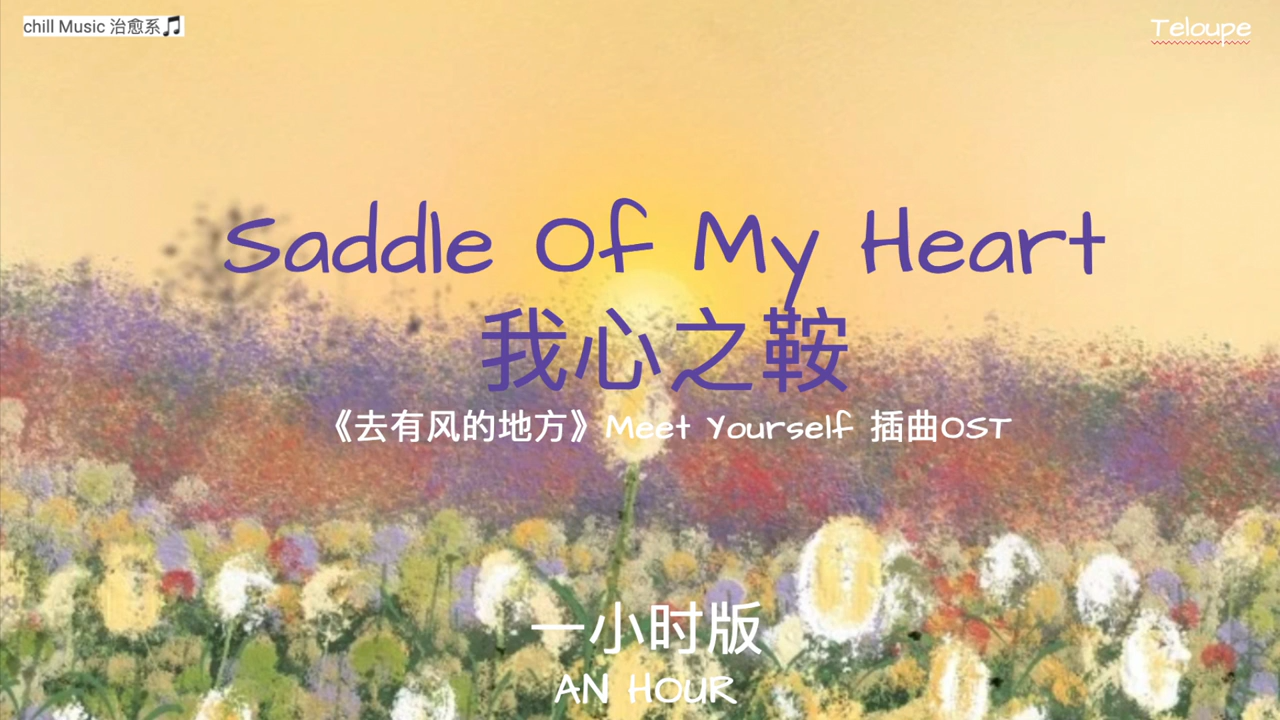 chill Music 治愈系🎵
Teloupe
Saddle Of My Heart
我心之鞍
《去有风的地方》Meet Yourself 插曲OST
一小时版
AN HOUR